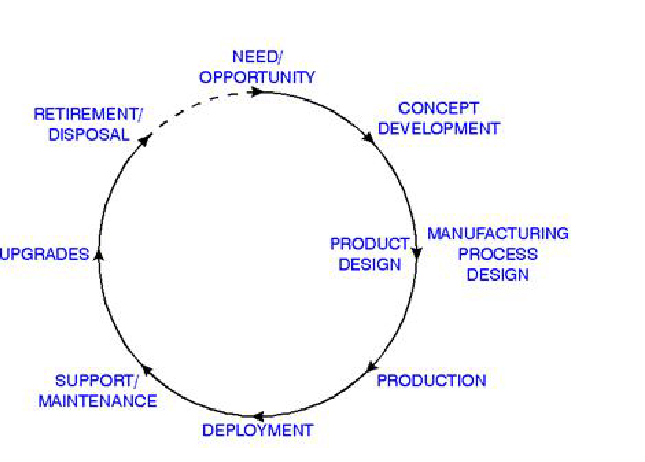 NEED/
OPPORTUNITY
CONCEPT
DEVELOPMENT
RETIREMENT/
DISPOSAL
PRODUCT
DESIGN
MANUFACTURING
PROCESS
DESIGN
UPGRADES
PRODUCTION
SUPPORT/
MAINTENANCE
DEPLOYMENT